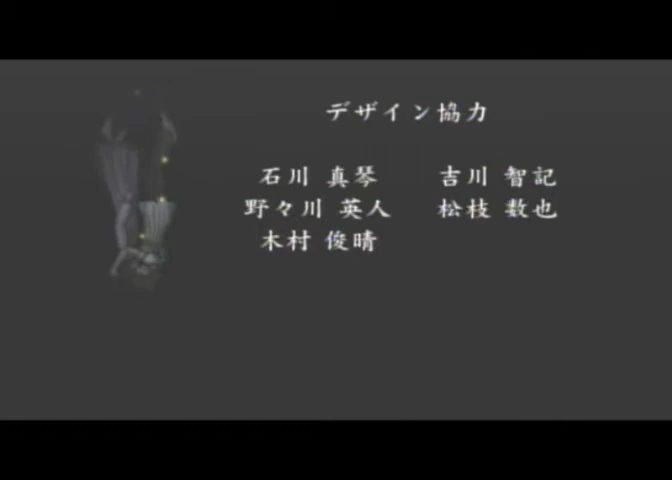 デザイン協力
石川 真琴 吉川 智記
野々川 英人 松枝 数也
木村 俊晴